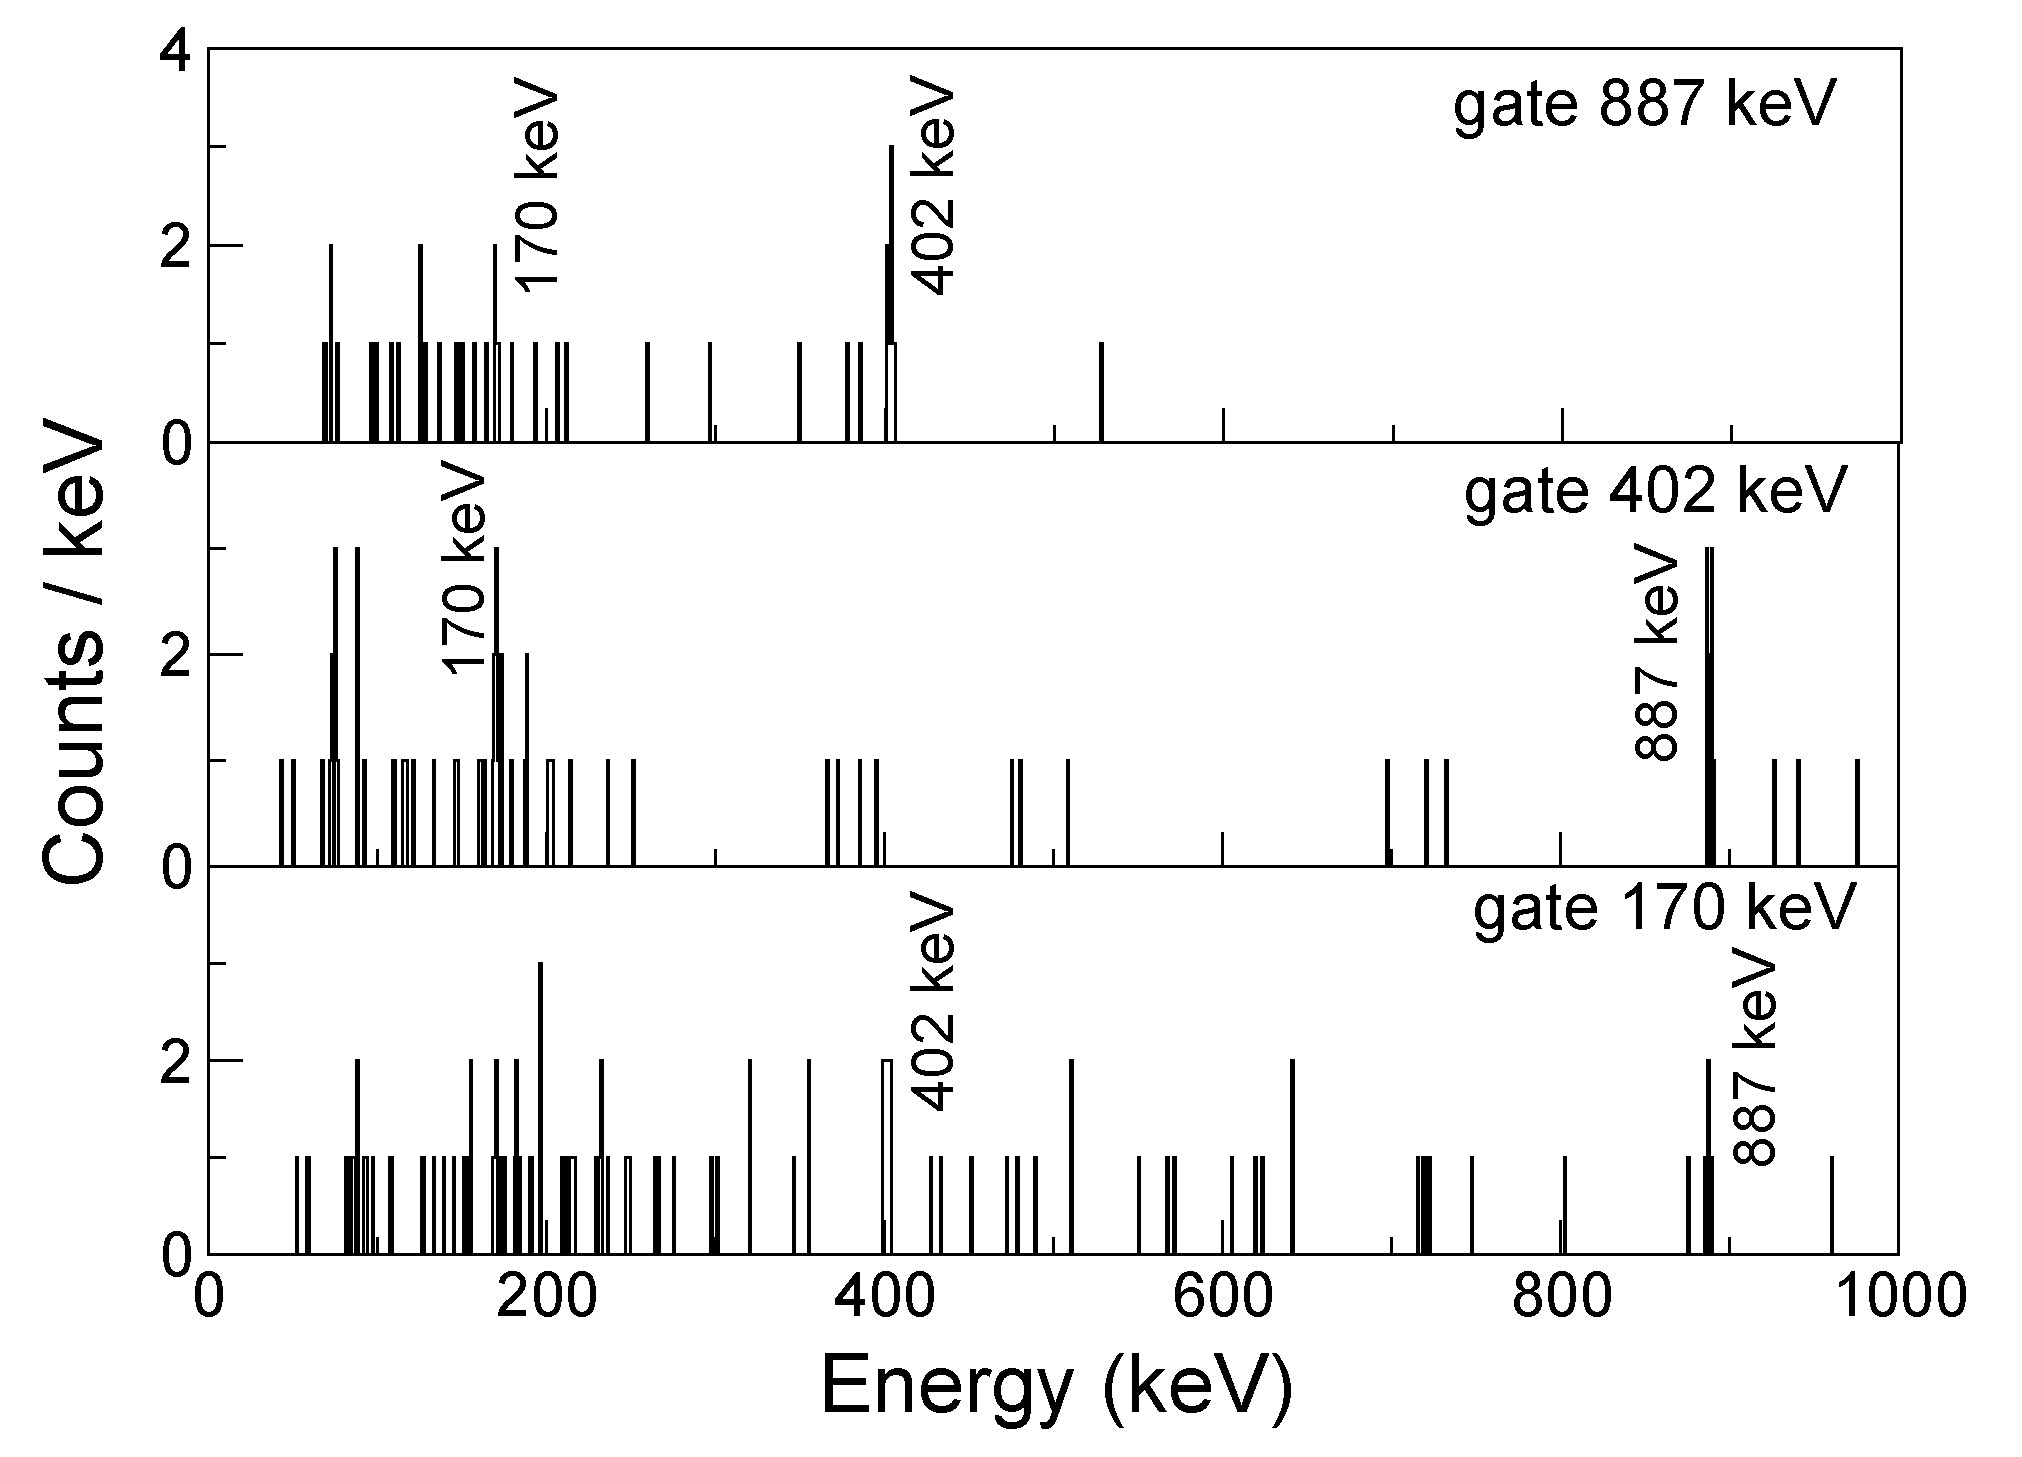 4
170 keV
402 keV
gate 887 keV
2
0
170 keV
gate 402 keV
887 keV
2
Counts / keV
0
402 keV
gate 170 keV
887 keV
2
0
0 200 400 600 800 1000
Energy (keV)